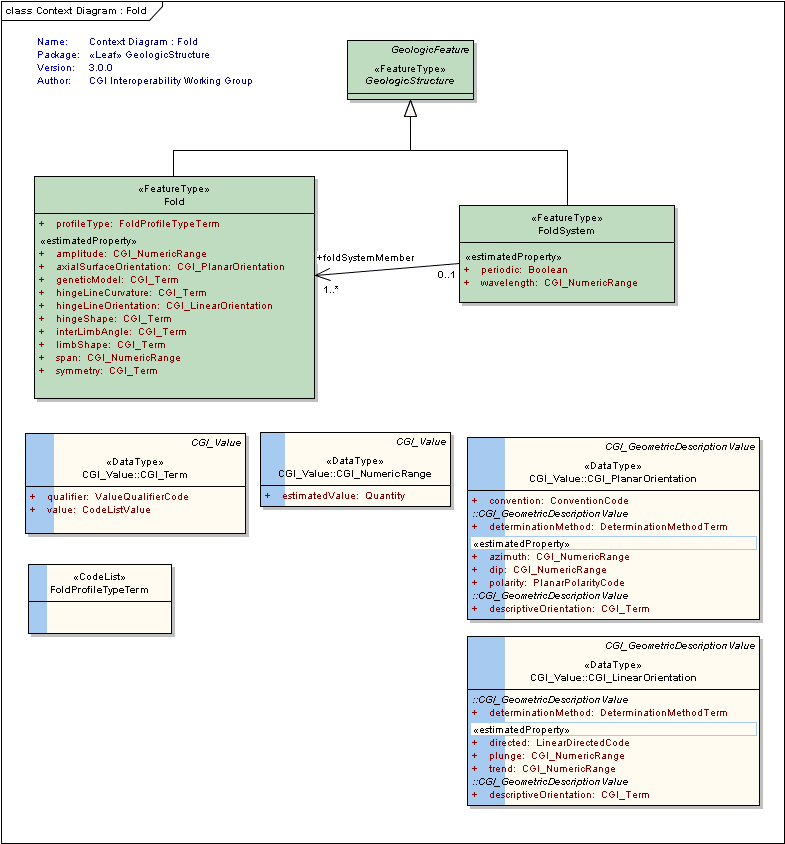 class Context Diagram : Fold
Name: Context Diagram : Fold
Package: «Leaf» GeologicStructure
Version: 3.0.0
Author: CGI Interoperability Working Group
GeologicFeature
«FeatureType»
GeologicStructure
«FeatureType»
Fold
+ profileType: FoldProfileTypeTerm
«estimatedProperty»
+ amplitude: CGI_NumericRange
+ axialSurfaceOrientation: CGI_PlanarOrientation
+ geneticModel: CGI_Term
+ hingeLineCurvature: CGI_Term
+ hingeLineOrientation: CGI_LinearOrientation
+ hingeShape: CGI_Term
+ interLimbAngle: CGI_Term
+ limbShape: CGI_Term
+ span: CGI_NumericRange
+ symmetry: CGI_Term
+foldSystemMember
1..*
0..1
«FeatureType»
FoldSystem
«estimatedProperty»
+ periodic: Boolean
+ wavelength: CGI_NumericRange
CGI_Value
«DataType»
CGI_Value::CGI_Term
+ qualifier: ValueQualifierCode
+ value: CodeListValue
CGI_Value
«DataType»
CGI_Value::CGI_NumericRange
+ estimatedValue: Quantity
CGI_GeometricDescriptionValue
«DataType»
CGI_Value::CGI_PlanarOrientation
+ convention: ConventionCode
::CGI_GeometricDescriptionValue
+ determinationMethod: DeterminationMethodTerm
«estimatedProperty»
+ azimuth: CGI_NumericRange
+ dip: CGI_NumericRange
+ polarity: PlanarPolarityCode
::CGI_GeometricDescriptionValue
+ descriptiveOrientation: CGI_Term
«CodeList»
FoldProfileTypeTerm
CGI_GeometricDescriptionValue
«DataType»
CGI_Value::CGI_LinearOrientation
::CGI_GeometricDescriptionValue
+ determinationMethod: DeterminationMethodTerm
«estimatedProperty»
+ directed: LinearDirectedCode
+ plunge: CGI_NumericRange
+ trend: CGI_NumericRange
::CGI_GeometricDescriptionValue
+ descriptiveOrientation: CGI_Term